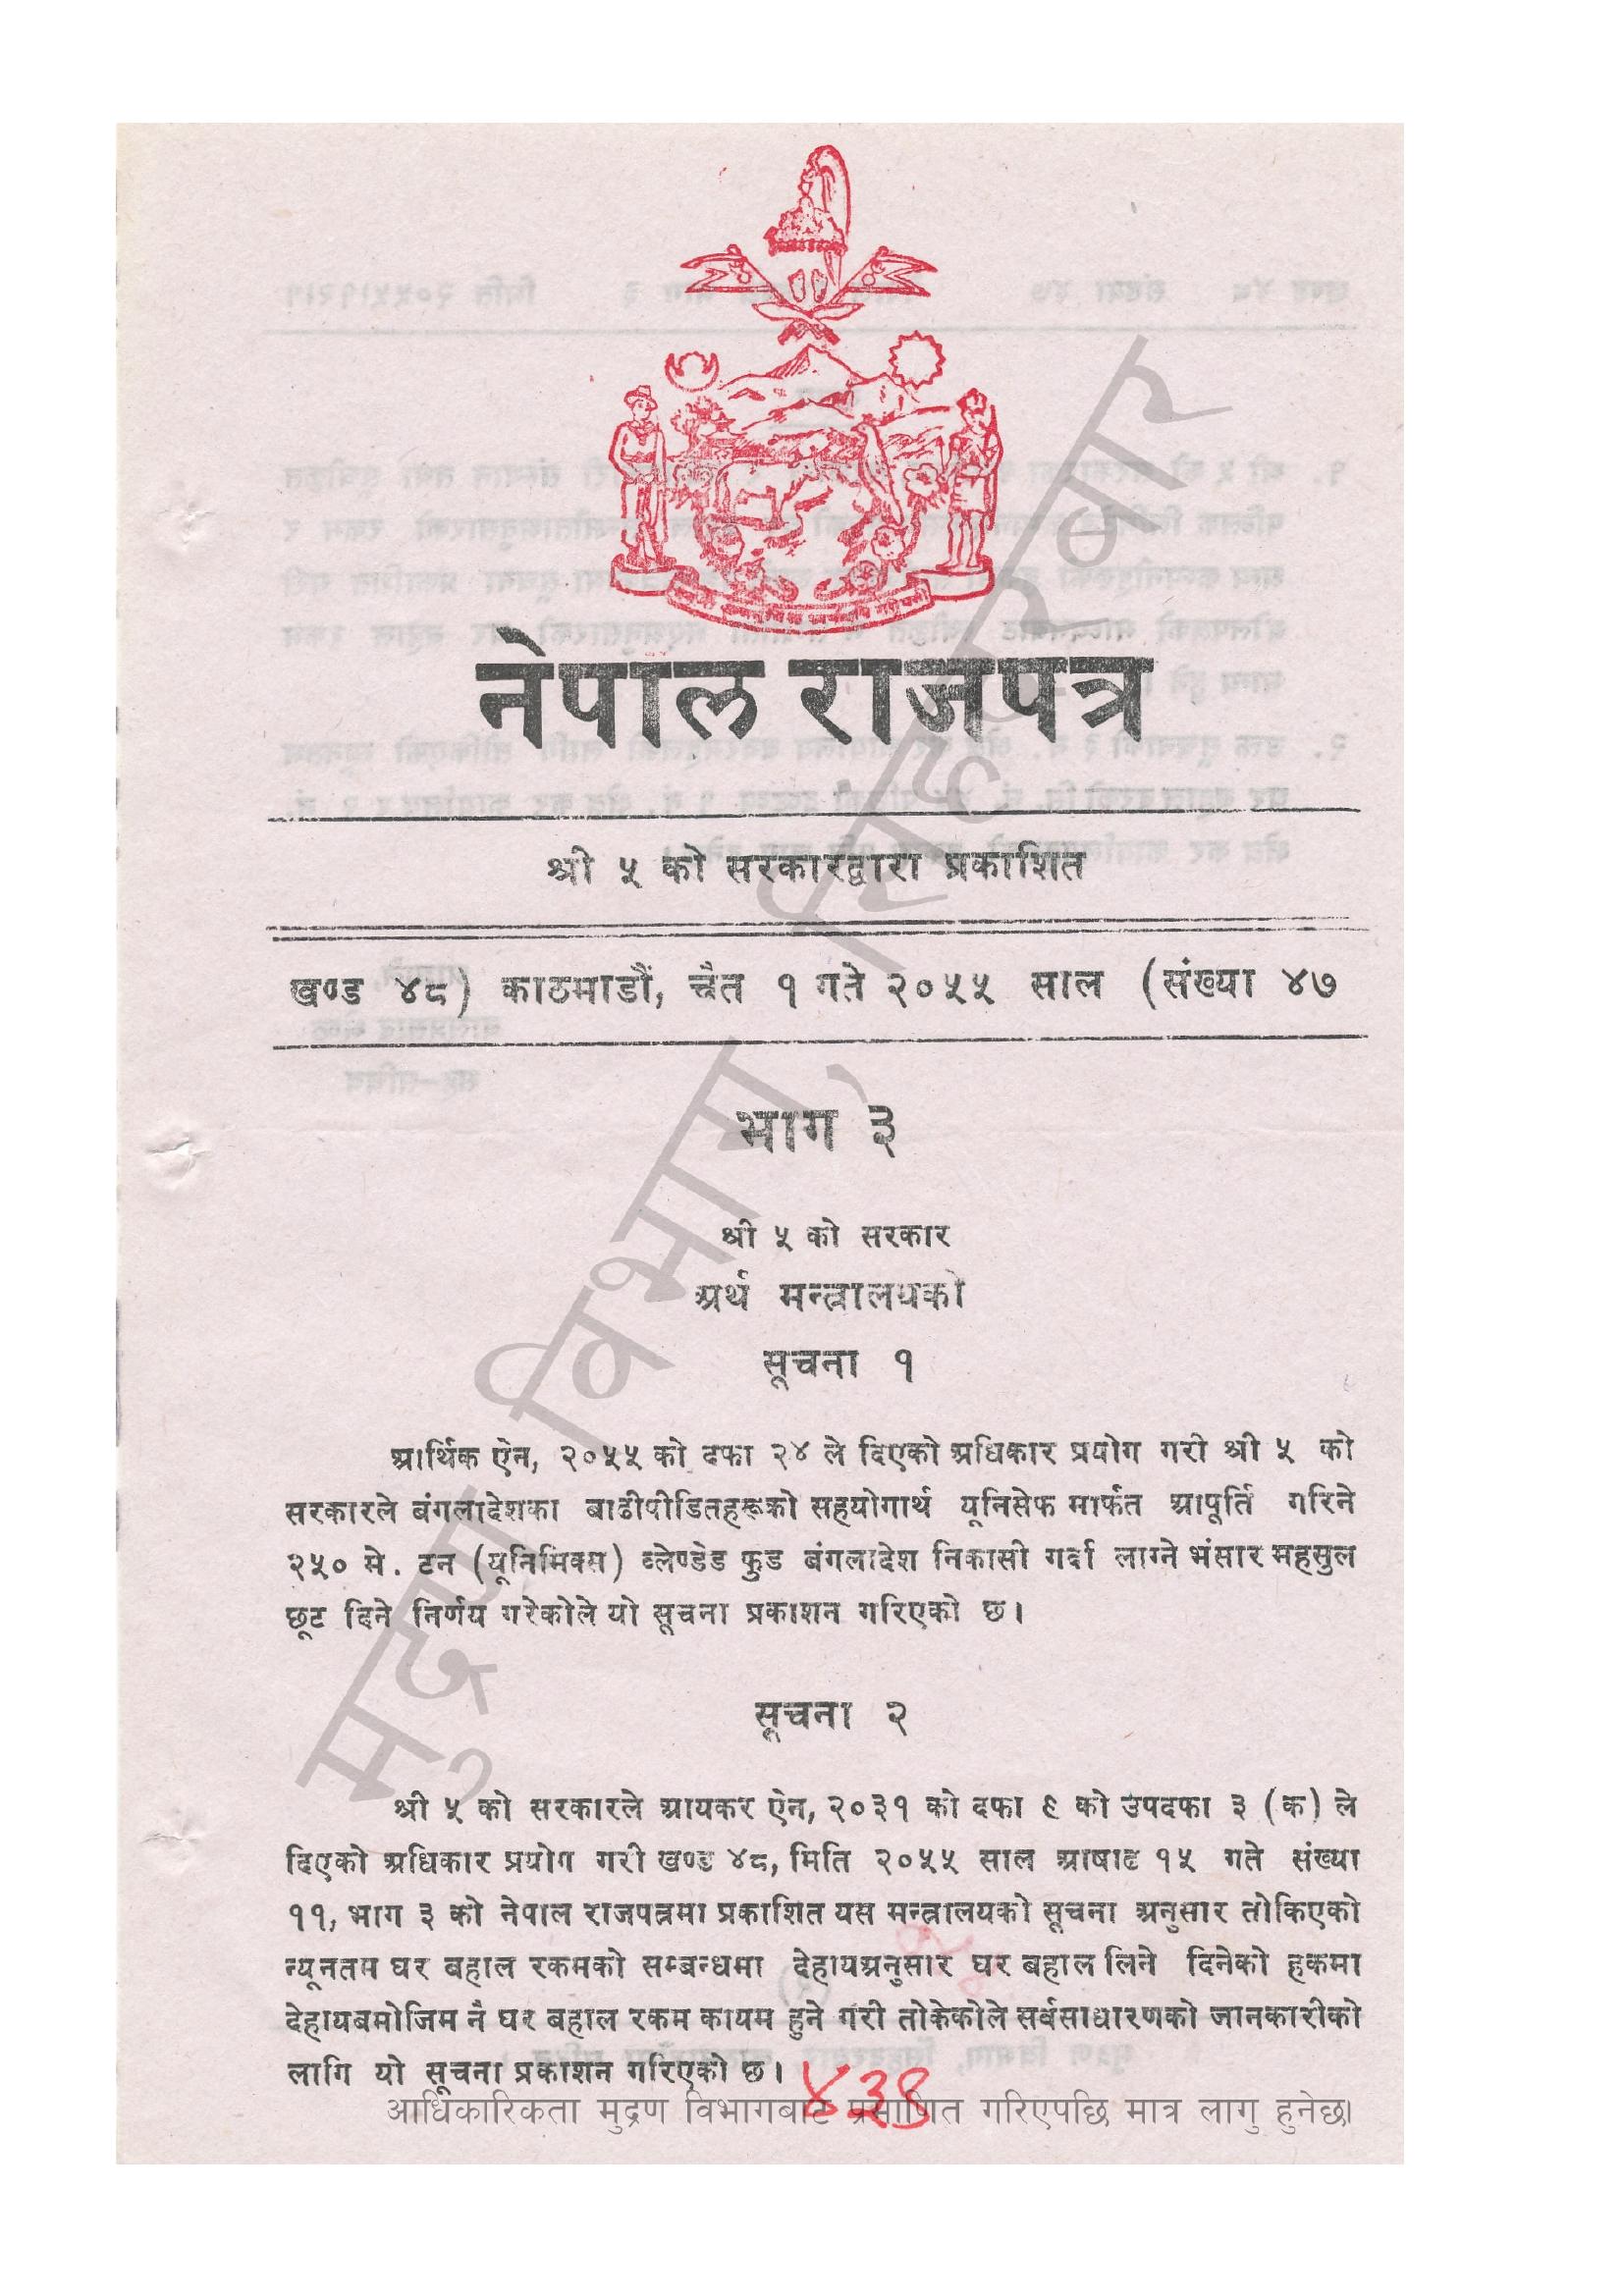 नेपाल राजपत्र
श्री ५ को सरकारद्वारा प्रकाशित
खण्ड ४८) काठमाडौं, चैत १ गते २०५५ साल (संख्या ४७
भाग ३
श्री ५ को सरकार
अर्थ मन्त्रालयको
सूचना १
आर्थिक ऐन, २०५५ को दफा २४ ले दिएको अधिकार प्रयोग गरी श्री ५ को
सरकारले बंगलादेशका बाढीपीडितहरूको सहयोगार्थ यूनिसेफ मार्फत आपूर्ति गरिने
२५० मे. टन (यूनिमिक्स) ब्लेण्डेड फुड बंगलादेश निकासी गर्दा लाग्ने भंसार महसुल
छूट दिने निर्णय गरेकोले यो सूचना प्रकाशन गरिएको छ।
सूचना २
श्री ५ को सरकारले आयकर ऐन, २०३१ को दफा ९ को उपदफा ३ (क) ले
दिएको अधिकार प्रयोग गरी खण्ड ४८, मिति २०५५ साल आषाढ १५ गते संख्या
११, भाग ३ को नेपाल राजपत्रमा प्रकाशित यस मन्त्रालयको सूचना अनुसार तोकिएको
न्यूनतम घर बहाल रकमको सम्बन्धमा देहायअनुसार घर बहाल लिने दिनेको हकमा
देहायबमोजिम नै घर बहाल रकम कायम हुने गरी तोकेकोले सर्वसाधारणको जानकारीको
लागि यो सूचना प्रकाशन गरिएको छ।
४३९
आधिकारिकता मुद्रण विभागबाट प्रमाणित गरिएपछि मात्र लागु हुनेछ।
मुद्रण विभाग, सिंहदरबार